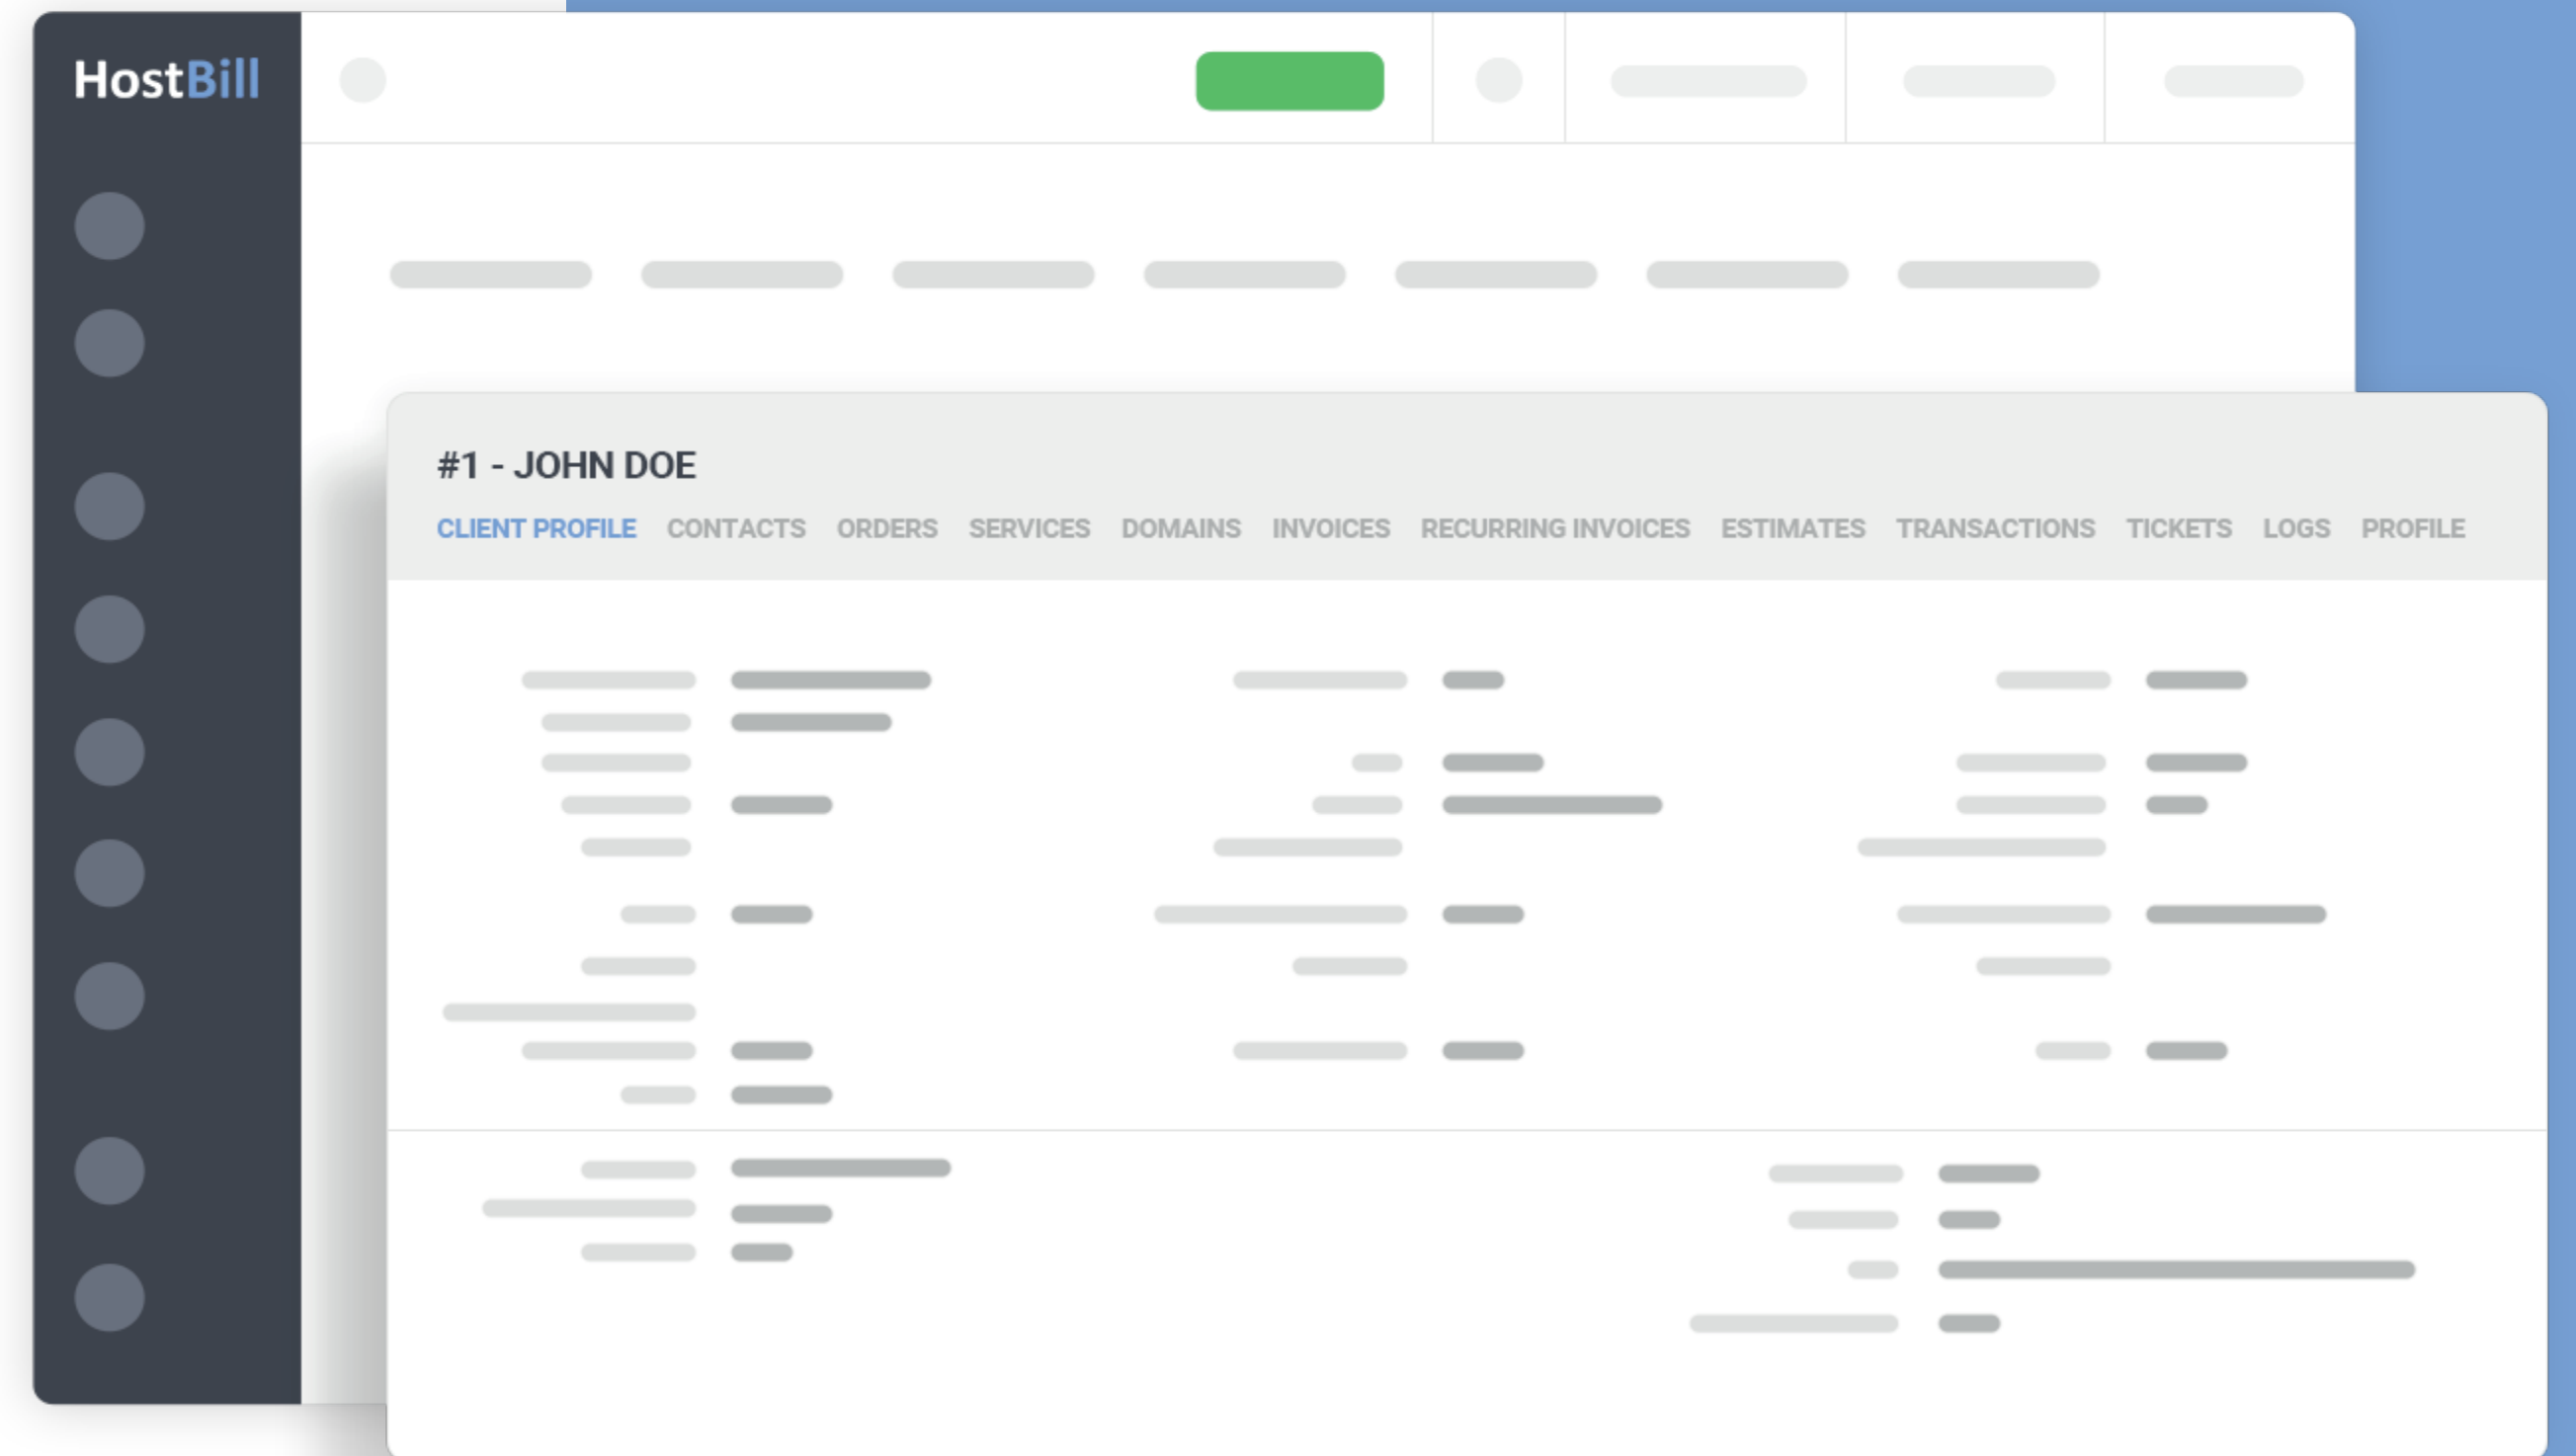 HostBill
#1 - JOHN DOE
CLIENT PROFILE CONTACTS ORDERS SERVICES DOMAINS INVOICES RECURRING INVOICES ESTIMATES TRANSACTIONS TICKETS LOGS PROFILE